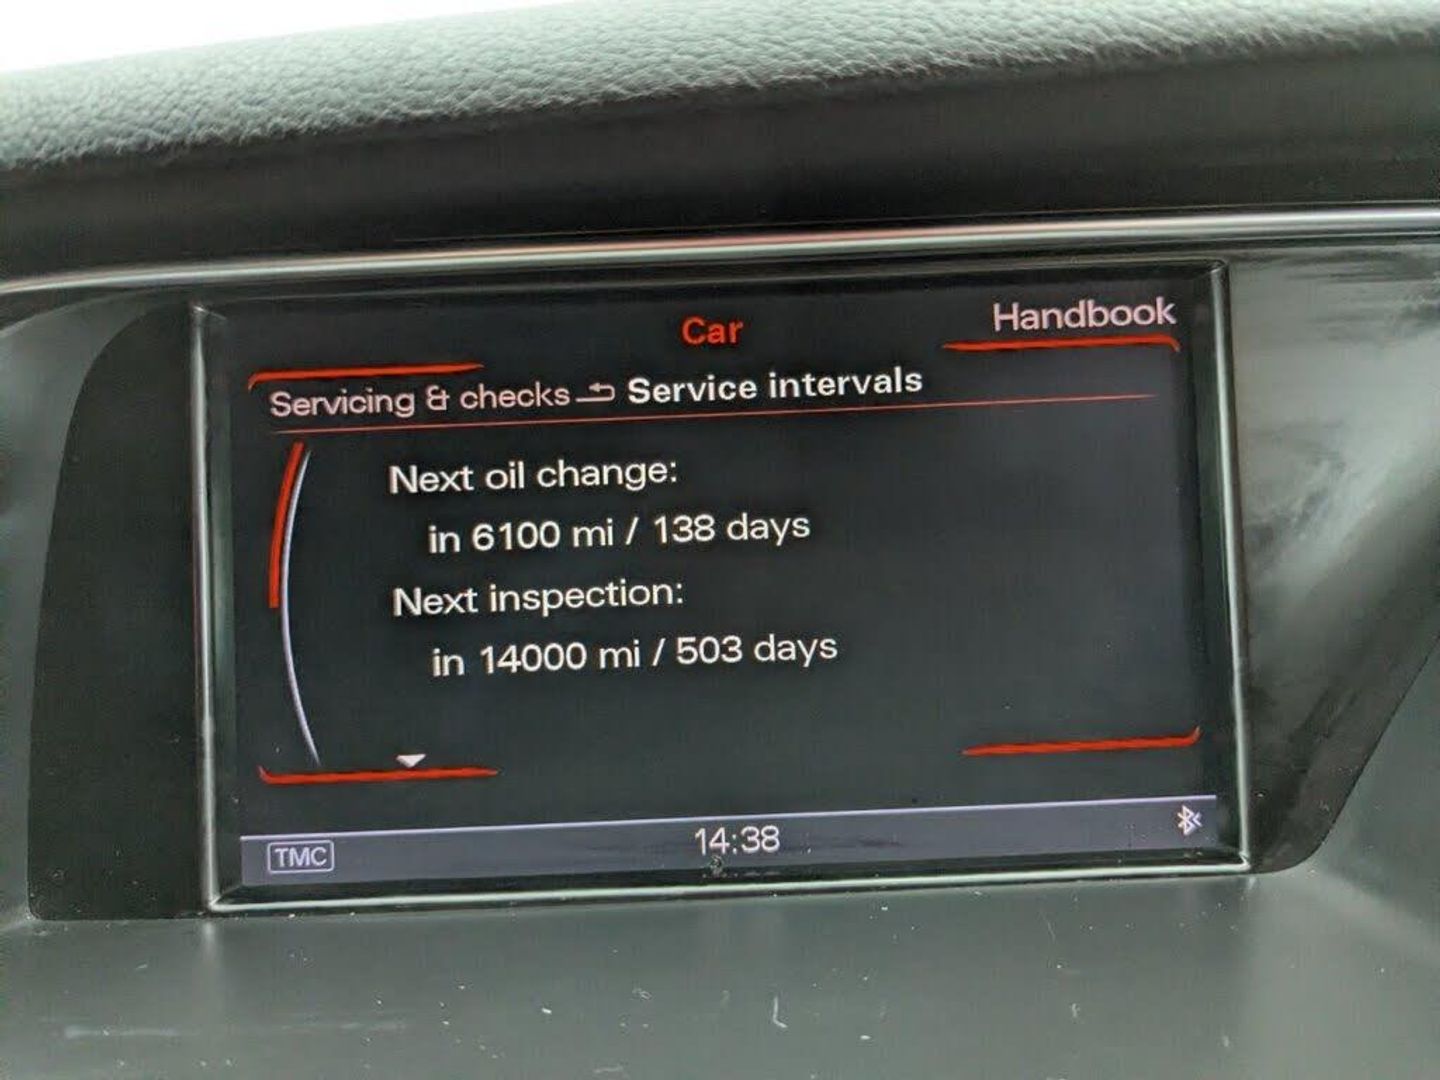 Car
Handbook
Servicing & checks Service intervals
Next oil change:
in 6100 mi / 138 days
Next inspection:
in 14000 mi / 503 days
TMC
14:38